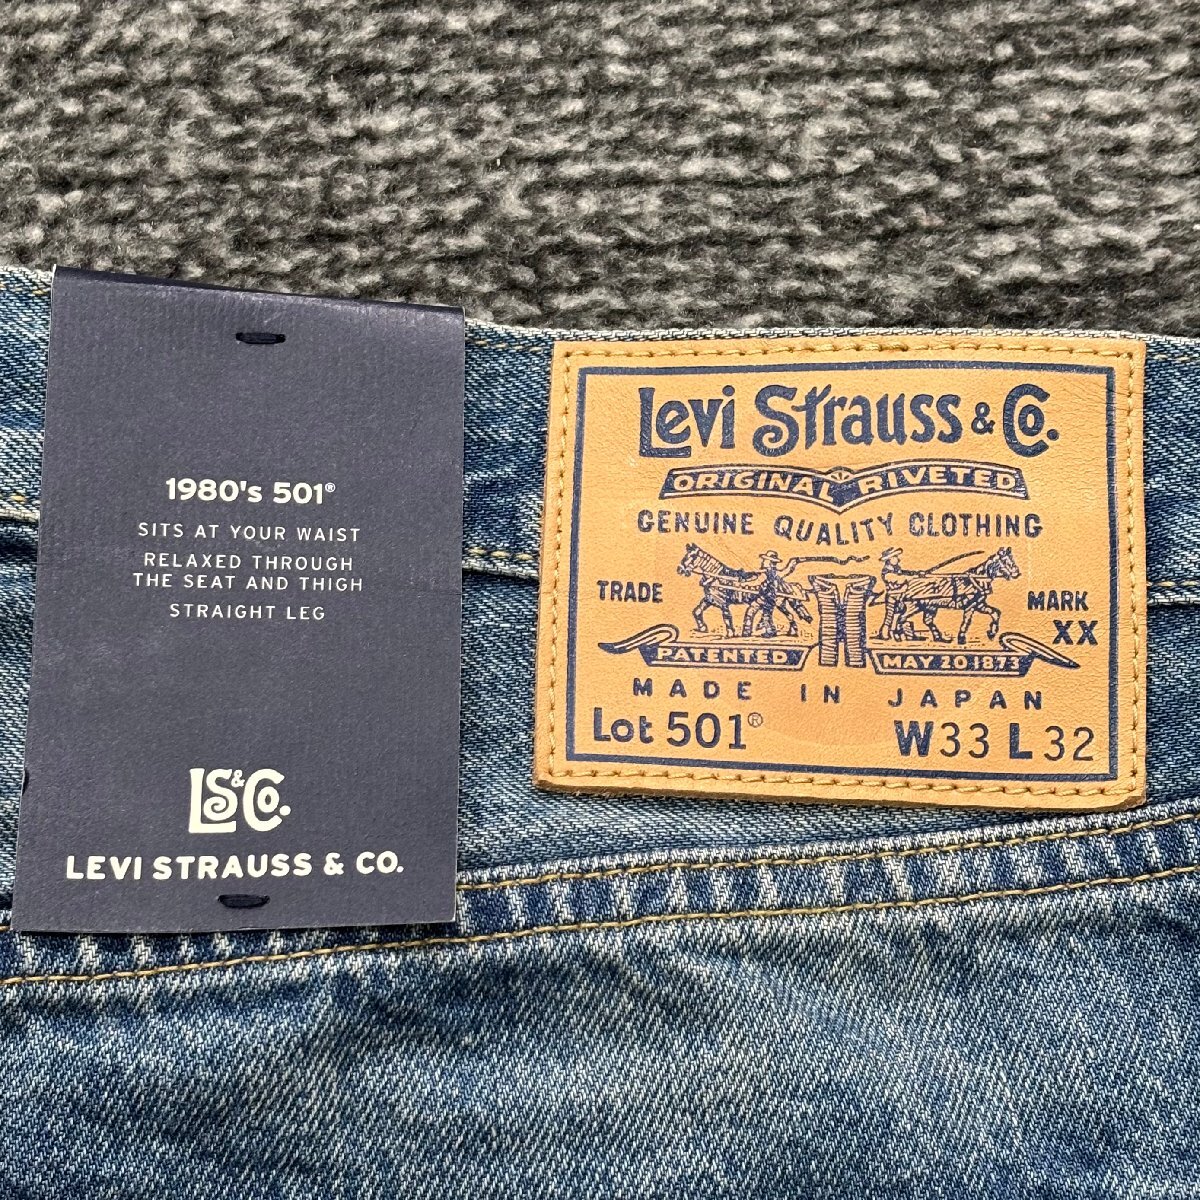 1980's 501®
SITS AT YOUR WAIST
RELAXED THROUGH
THE SEAT AND THIGH
STRAIGHT LEG
LS&Co.
LEVI STRAUSS & CO.
Levi Strauss & Co.
ORIGINAL RIVETED
GENUINE QUALITY CLOTHING
TRADE MARK
XX
PATENTED MAY 20 1873
MADE IN JAPAN
Lot 501® W33 L32